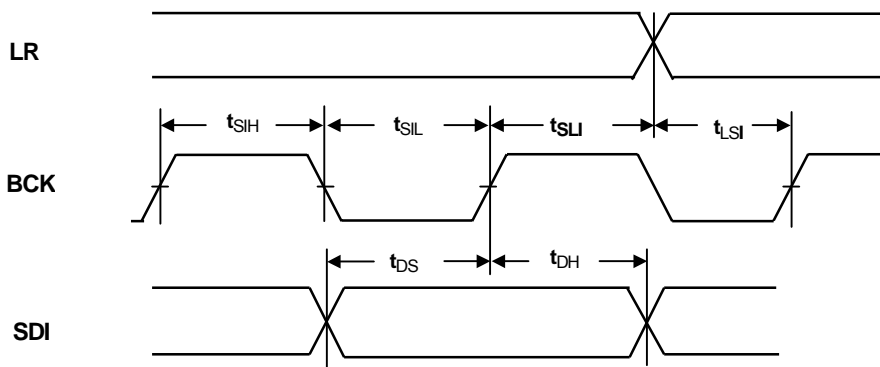 LR
tSIH tSIL tSLI tLSI
BCK
tDS tDH
SDI